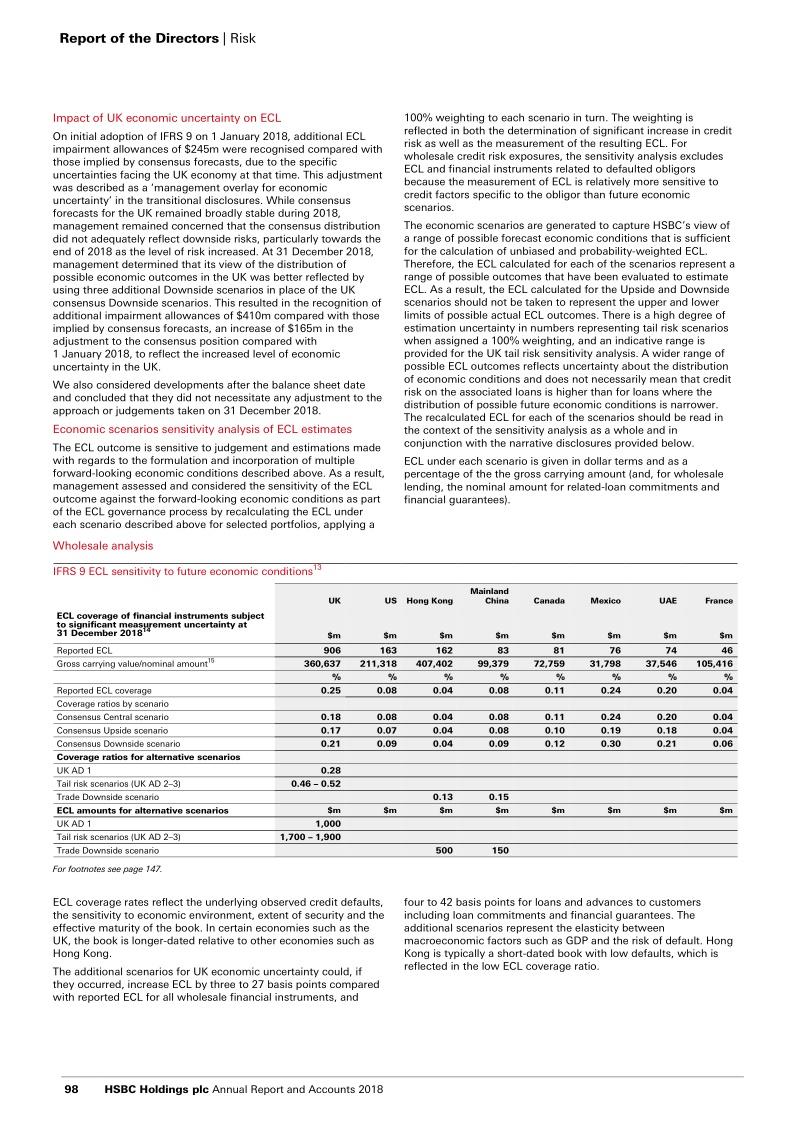 Report of the Directors | Risk
Impact of UK economic uncertainty on ECL
On initial adoption of IFRS 9 on 1 January 2018, additional ECL
impairment allowances of $245m were recognised compared with
those implied by consensus forecasts, due to the specific
uncertainties facing the UK economy at that time. This adjustment
was described as a ‘management overlay for economic
uncertainty’ in the transitional disclosures. While consensus
forecasts for the UK remained broadly stable during 2018,
management remained concerned that the consensus distribution
did not adequately reflect downside risks, particularly towards the
end of 2018 as the level of risk increased. At 31 December 2018,
management determined that its view of the distribution of
possible economic outcomes in the UK was better reflected by
using three additional Downside scenarios in place of the UK
consensus Downside scenarios. This resulted in the recognition of
additional impairment allowances of $410m compared with those
implied by consensus forecasts, an increase of $165m in the
adjustment to the consensus position compared with
1 January 2018, to reflect the increased level of economic
uncertainty in the UK.
We also considered developments after the balance sheet date
and concluded that they did not necessitate any adjustment to the
approach or judgements taken on 31 December 2018.
Economic scenarios sensitivity analysis of ECL estimates
The ECL outcome is sensitive to judgement and estimations made
with regards to the formulation and incorporation of multiple
forward-looking economic conditions described above. As a result,
management assessed and considered the sensitivity of the ECL
outcome against the forward-looking economic conditions as part
of the ECL governance process by recalculating the ECL under
each scenario described above for selected portfolios, applying a
100% weighting to each scenario in turn. The weighting is
reflected in both the determination of significant increase in credit
risk as well as the measurement of the resulting ECL. For
wholesale credit risk exposures, the sensitivity analysis excludes
ECL and financial instruments related to defaulted obligors
because the measurement of ECL is relatively more sensitive to
credit factors specific to the obligor than future economic
scenarios.
The economic scenarios are generated to capture HSBC’s view of
a range of possible forecast economic conditions that is sufficient
for the calculation of unbiased and probability-weighted ECL.
Therefore, the ECL calculated for each of the scenarios represent a
range of possible outcomes that have been evaluated to estimate
ECL. As a result, the ECL calculated for the Upside and Downside
scenarios should not be taken to represent the upper and lower
limits of possible actual ECL outcomes. There is a high degree of
estimation uncertainty in numbers representing tail risk scenarios
when assigned a 100% weighting, and an indicative range is
provided for the UK tail risk sensitivity analysis. A wider range of
possible ECL outcomes reflects uncertainty about the distribution
of economic conditions and does not necessarily mean that credit
risk on the associated loans is higher than for loans where the
distribution of possible future economic conditions is narrower.
The recalculated ECL for each of the scenarios should be read in
the context of the sensitivity analysis as a whole and in
conjunction with the narrative disclosures provided below.
ECL under each scenario is given in dollar terms and as a
percentage of the the gross carrying amount (and, for wholesale
lending, the nominal amount for related-loan commitments and
financial guarantees).
Wholesale analysis
IFRS 9 ECL sensitivity to future economic conditions13
UK US Hong Kong Mainland China Canada Mexico UAE France
ECL coverage of financial instruments subject
to significant measurement uncertainty at
31 December 201814 $m $m $m $m $m $m $m $m
Reported ECL 906 163 162 83 81 76 74 46
Gross carrying value/nominal amount15 360,637 211,318 407,402 99,379 72,759 31,798 37,546 105,416
% % % % % % % %
Reported ECL coverage 0.25 0.08 0.04 0.08 0.11 0.24 0.20 0.04
Coverage ratios by scenario
Consensus Central scenario 0.18 0.08 0.04 0.08 0.11 0.24 0.20 0.04
Consensus Upside scenario 0.17 0.07 0.04 0.08 0.10 0.19 0.18 0.04
Consensus Downside scenario 0.21 0.09 0.04 0.09 0.12 0.30 0.21 0.06
Coverage ratios for alternative scenarios
UK AD 1 0.28
Tail risk scenarios (UK AD 2–3) 0.46 – 0.52
Trade Downside scenario 0.13 0.15
ECL amounts for alternative scenarios $m $m $m $m $m $m $m $m
UK AD 1 1,000
Tail risk scenarios (UK AD 2–3) 1,700 – 1,900
Trade Downside scenario 500 150
For footnotes see page 147.
ECL coverage rates reflect the underlying observed credit defaults,
the sensitivity to economic environment, extent of security and the
effective maturity of the book. In certain economies such as the
UK, the book is longer-dated relative to other economies such as
Hong Kong.
The additional scenarios for UK economic uncertainty could, if
they occurred, increase ECL by three to 27 basis points compared
with reported ECL for all wholesale financial instruments, and
four to 42 basis points for loans and advances to customers
including loan commitments and financial guarantees. The
additional scenarios represent the elasticity between
macroeconomic factors such as GDP and the risk of default. Hong
Kong is typically a short-dated book with low defaults, which is
reflected in the low ECL coverage ratio.
98 HSBC Holdings plc Annual Report and Accounts 2018